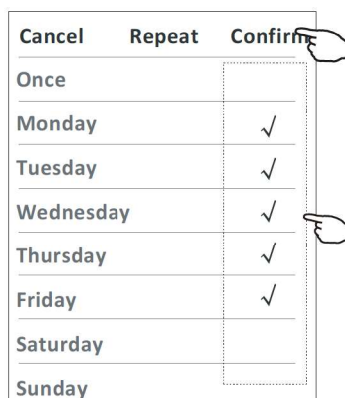 Cancel Repeat Confirm
Once
Monday √
Tuesday √
Wednesday √
Thursday √
Friday √
Saturday
Sunday